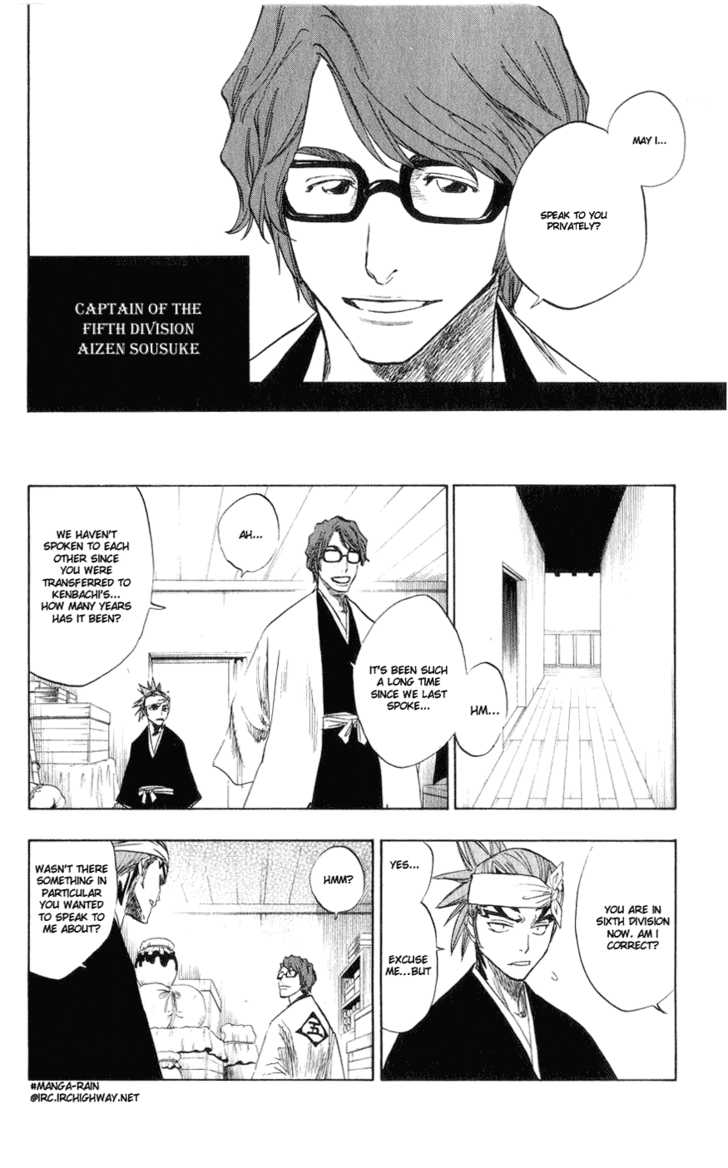 MAY I...
SPEAK TO YOU
PRIVATELY?
CAPTAIN OF THE
FIFTH DIVISION
AIZEN SOUSUKE
HM...
IT'S BEEN SUCH
A LONG TIME
SINCE WE LAST
SPOKE...
AH...
WE HAVEN'T
SPOKEN TO EACH
OTHER SINCE
YOU WERE
TRANSFERRED TO
KENBACHI'S...
HOW MANY YEARS
HAS IT BEEN?
YOU ARE IN
SIXTH DIVISION
NOW. AM I
CORRECT?
YES...
EXCUSE
ME...BUT
HMM?
WASN'T THERE
SOMETHING IN
PARTICULAR
YOU WANTED
TO SPEAK TO
ME ABOUT?
五
#MANGA-RAIN
@IRC.IRCHIGHWAY.NET